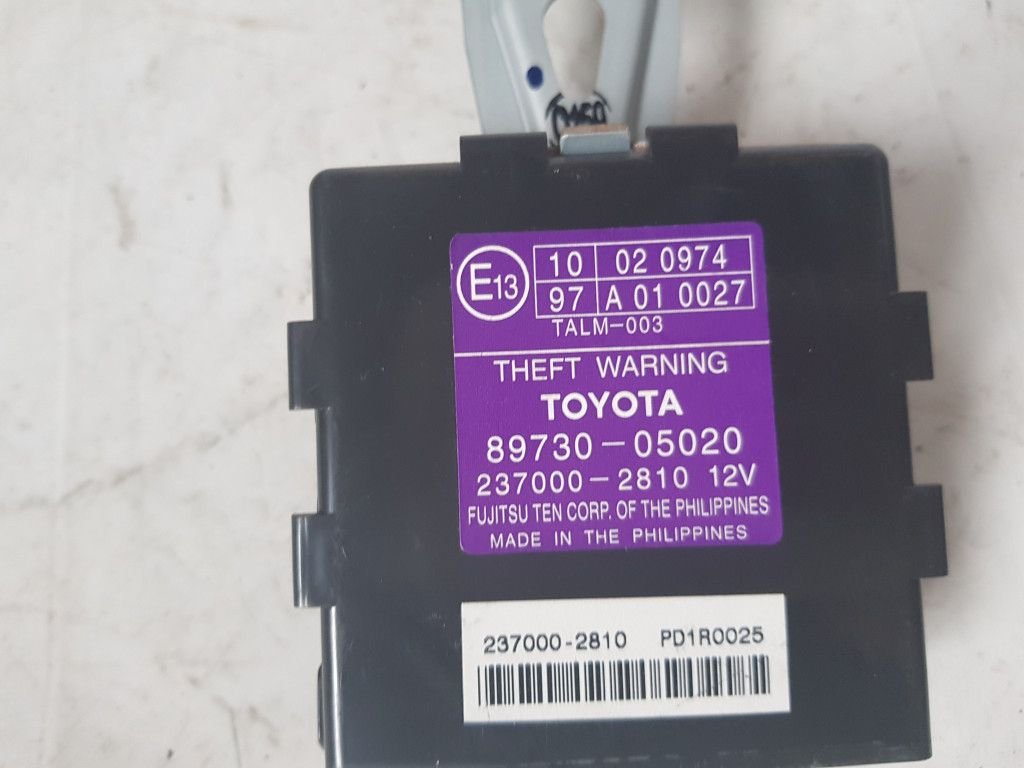 E13
10 02 0974
97 A 01 0027
TALM-003
THEFT WARNING
TOYOTA
89730-05020
237000-2810 12V
FUJITSU TEN CORP. OF THE PHILIPPINES
MADE IN THE PHILIPPINES
237000-2810 PD1R0025